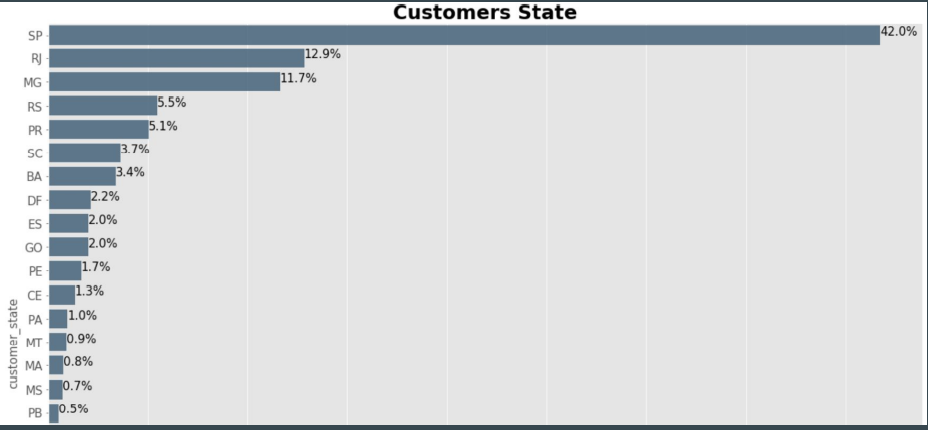 Customers State
SP 42.0%
RJ 12.9%
MG 11.7%
RS 5.5%
PR 5.1%
SC 3.7%
BA 3.4%
DF 2.2%
ES 2.0%
GO 2.0%
PE 1.7%
CE 1.3%
PA 1.0%
MT 0.9%
MA 0.8%
MS 0.7%
PB 0.5%
customer_state